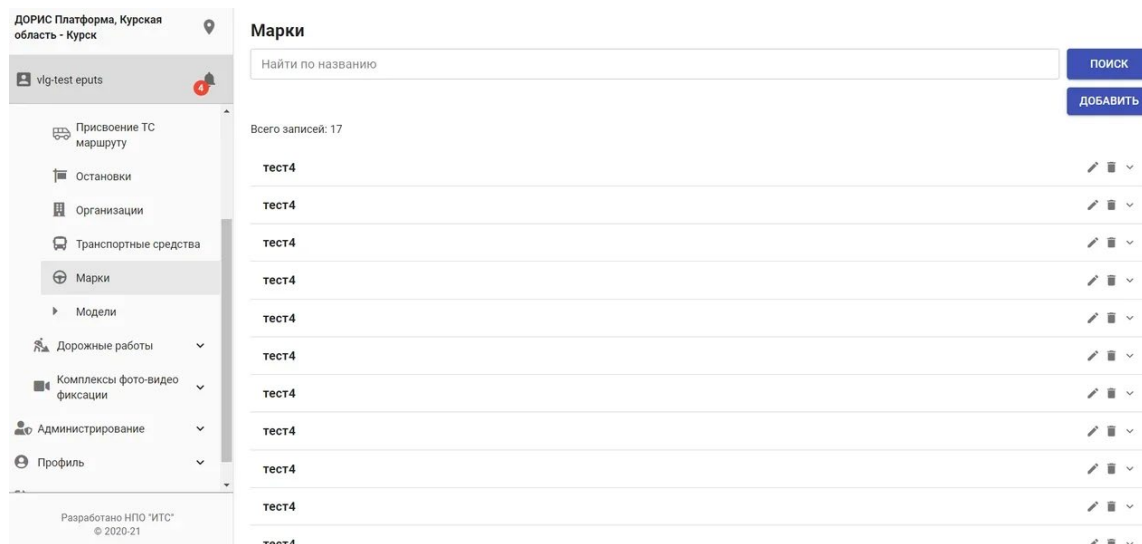 ДОРИС Платформа, Курская
область - Курск
vlg-test eputs
4
Присвоение ТС
маршруту
Остановки
Организации
Транспортные средства
Марки
Модели
Дорожные работы
Комплексы фото-видео
фиксации
Администрирование
Профиль
Разработано НПО "ИТС"
© 2020-21
Марки
Найти по названию
ПОИСК
ДОБАВИТЬ
Всего записей: 17
тест4
тест4
тест4
тест4
тест4
тест4
тест4
тест4
тест4
тест4
тест4